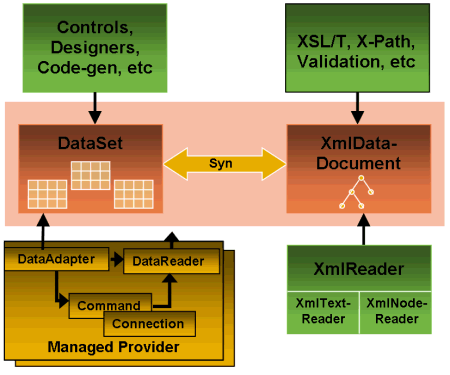 Controls,
Designers,
Code-gen, etc
XSL/T, X-Path,
Validation, etc
DataSet
Syn
XmlData-
Document
DataAdapter
DataReader
Command
Connection
Managed Provider
XmlReader
XmlText-
Reader
XmlNode-
Reader